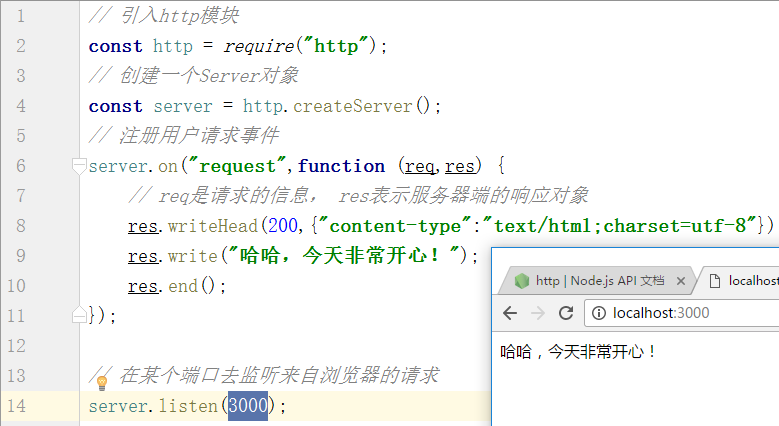 1 // 引入http模块
2 const http = require("http");
3 // 创建一个Server对象
4 const server = http.createServer();
5 // 注册用户请求事件
6 server.on("request",function (req,res) {
7 // req是请求的信息， res表示服务器端的响应对象
8 res.writeHead(200,{"content-type":"text/html;charset=utf-8"})
9 res.write("哈哈，今天非常开心！");
10 res.end();
11 });
12
13 // 在某个端口去监听来自浏览器的请求
14 server.listen(3000);
http | Node.js API 文档
localhost
localhost:3000
哈哈，今天非常开心！